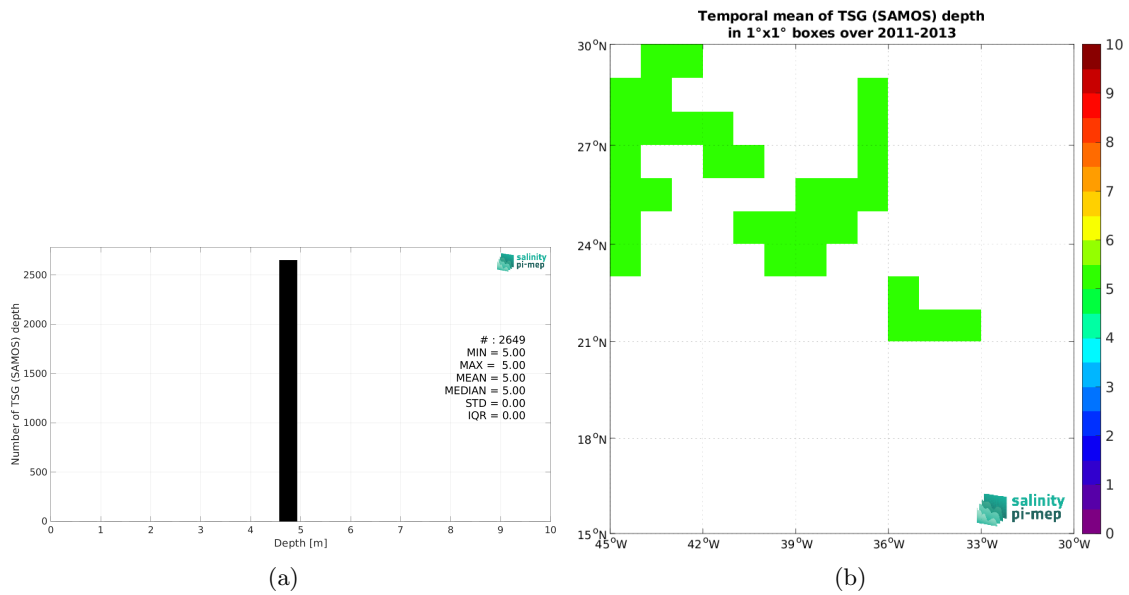 2500
2000
1500
1000
500
0
Number of TSG (SAMOS) depth
salinity
pi-mep
# : 2649
MIN = 5.00
MAX = 5.00
MEAN = 5.00
MEDIAN = 5.00
STD = 0.00
IQR = 0.00
0 1 2 3 4 5 6 7 8 9 10
Depth [m]
(a)
Temporal mean of TSG (SAMOS) depth
in 1°x1° boxes over 2011-2013
30°N
27°N
24°N
21°N
18°N
15°N
45°W 42°W 39°W 36°W 33°W 30°W
salinity
pi-mep
10
9
8
7
6
5
4
3
2
1
0
(b)